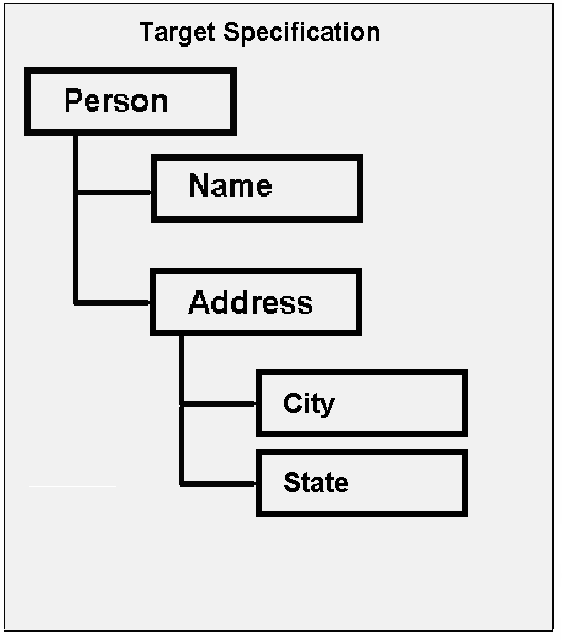 Target Specification
Person
Name
Address
City
State